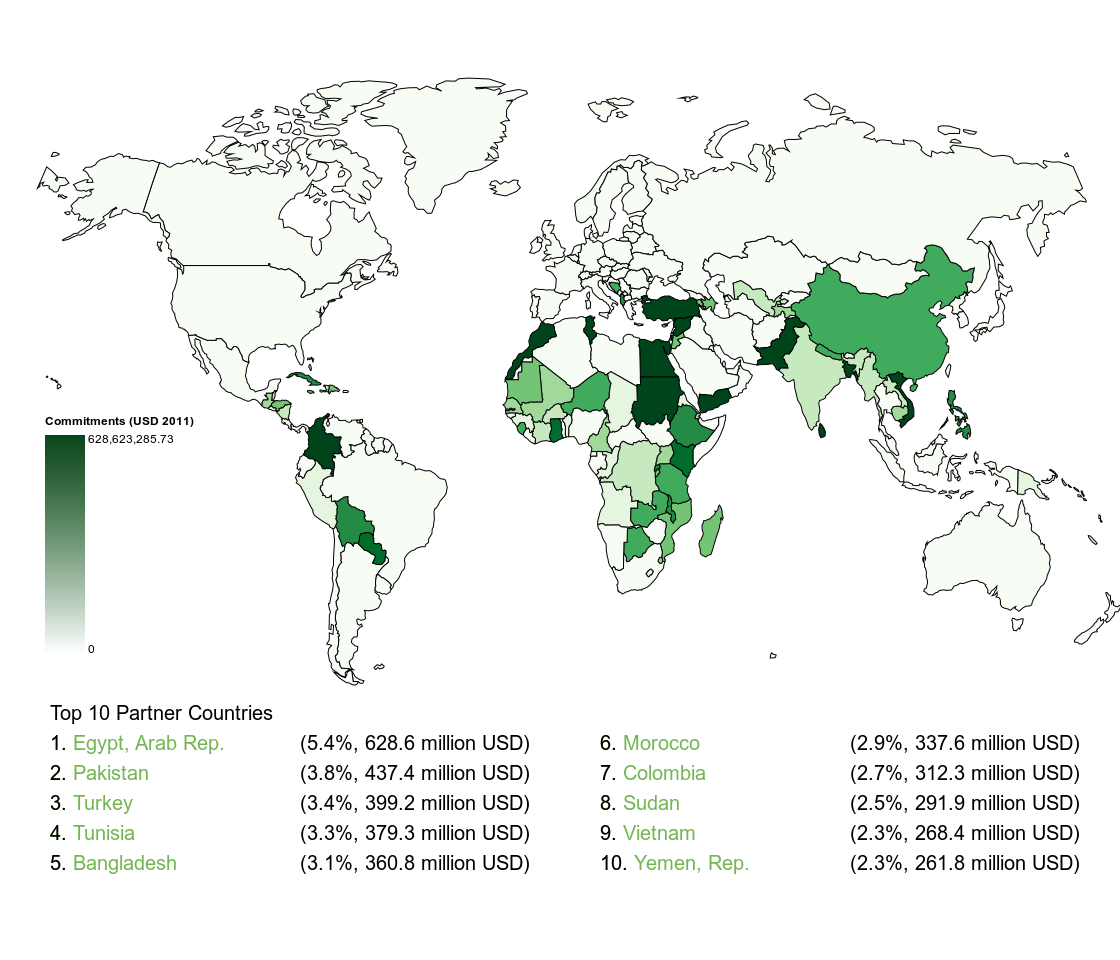 Commitments (USD 2011)
628,623,285.73
0
Top 10 Partner Countries
1. Egypt, Arab Rep. (5.4%, 628.6 million USD)
2. Pakistan (3.8%, 437.4 million USD)
3. Turkey (3.4%, 399.2 million USD)
4. Tunisia (3.3%, 379.3 million USD)
5. Bangladesh (3.1%, 360.8 million USD)
6. Morocco (2.9%, 337.6 million USD)
7. Colombia (2.7%, 312.3 million USD)
8. Sudan (2.5%, 291.9 million USD)
9. Vietnam (2.3%, 268.4 million USD)
10. Yemen, Rep. (2.3%, 261.8 million USD)